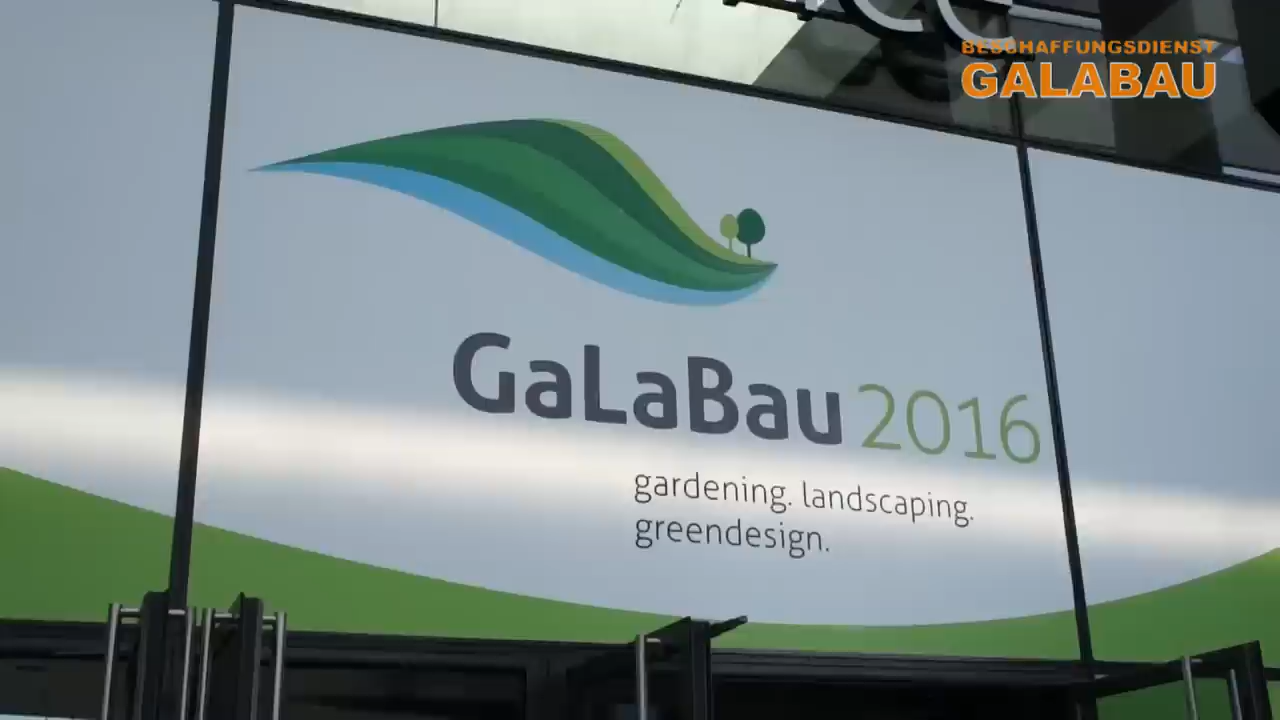 BESCHAFFUNGSDIENST
GALABAU
GaLaBau 2016
gardening. landscaping.
greendesign.